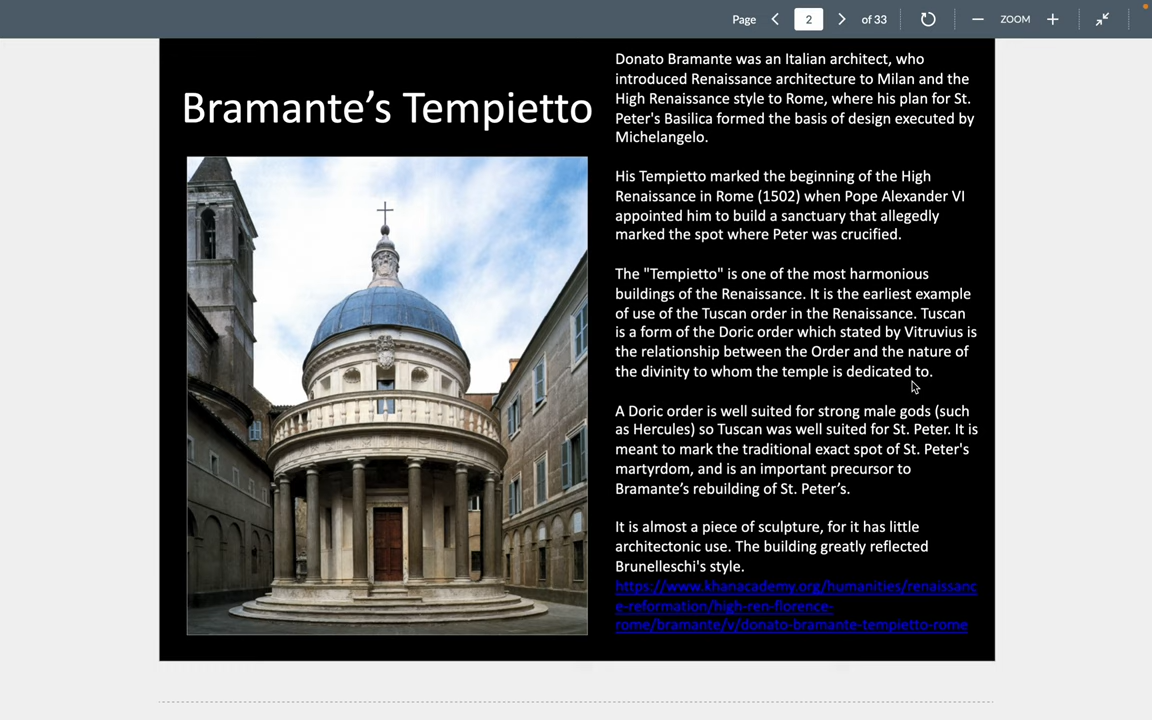 Page 2 of 33 ZOOM
Bramante’s Tempietto
Donato Bramante was an Italian architect, who
introduced Renaissance architecture to Milan and the
High Renaissance style to Rome, where his plan for St.
Peter's Basilica formed the basis of design executed by
Michelangelo.
His Tempietto marked the beginning of the High
Renaissance in Rome (1502) when Pope Alexander VI
appointed him to build a sanctuary that allegedly
marked the spot where Peter was crucified.
The "Tempietto" is one of the most harmonious
buildings of the Renaissance. It is the earliest example
of use of the Tuscan order in the Renaissance. Tuscan
is a form of the Doric order which stated by Vitruvius is
the relationship between the Order and the nature of
the divinity to whom the temple is dedicated to.
A Doric order is well suited for strong male gods (such
as Hercules) so Tuscan was well suited for St. Peter. It is
meant to mark the traditional exact spot of St. Peter's
martyrdom, and is an important precursor to
Bramante’s rebuilding of St. Peter’s.
It is almost a piece of sculpture, for it has little
architectonic use. The building greatly reflected
Brunelleschi's style.
https://www.khanacademy.org/humanities/renaissanc
e-reformation/high-ren-florence-
rome/bramante/v/donato-bramante-tempietto-rome